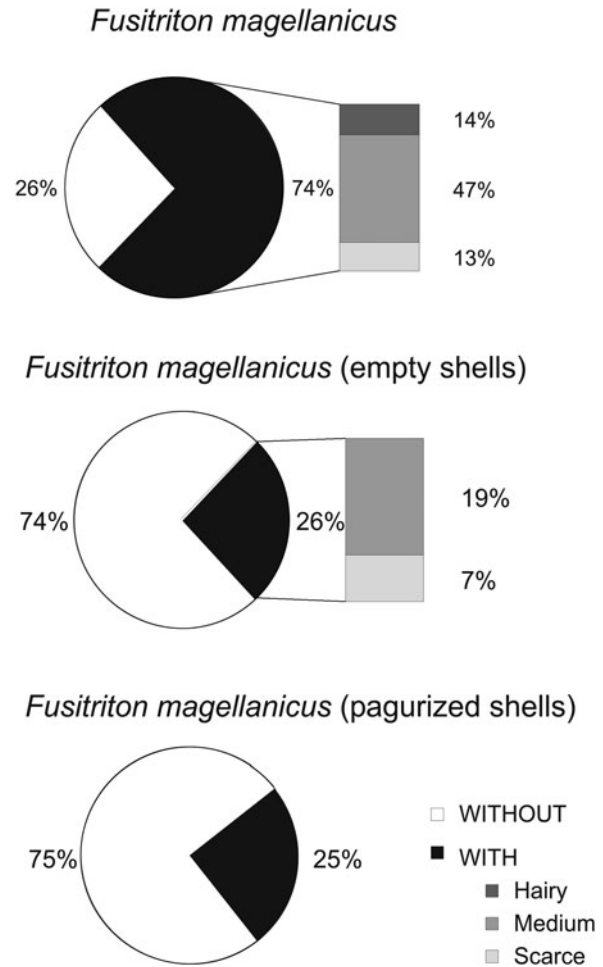 Fusitriton magellanicus
26%
74%
14%
47%
13%
Fusitriton magellanicus (empty shells)
74%
26%
19%
7%
Fusitriton magellanicus (pagurized shells)
75%
25%
WITHOUT
WITH
Hairy
Medium
Scarce